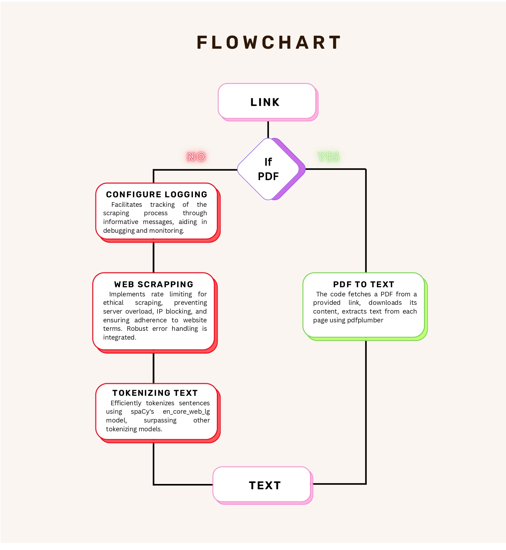 FLOWCHART
LINK
If
PDF
NO
YES
CONFIGURE LOGGING
Facilitates tracking of the
scraping process through
informative messages, aiding in
debugging and monitoring.
WEB SCRAPPING
Implements rate limiting for
ethical scraping, preventing
server overload, IP blocking, and
ensuring adherence to website
terms. Robust error handling is
integrated.
PDF TO TEXT
The code fetches a PDF from a
provided link, downloads its
content, extracts text from each
page using pdfplumber
TOKENIZING TEXT
Efficiently tokenizes sentences
using spaCy's en_core_web_lg
model, surpassing other
tokenizing models.
TEXT